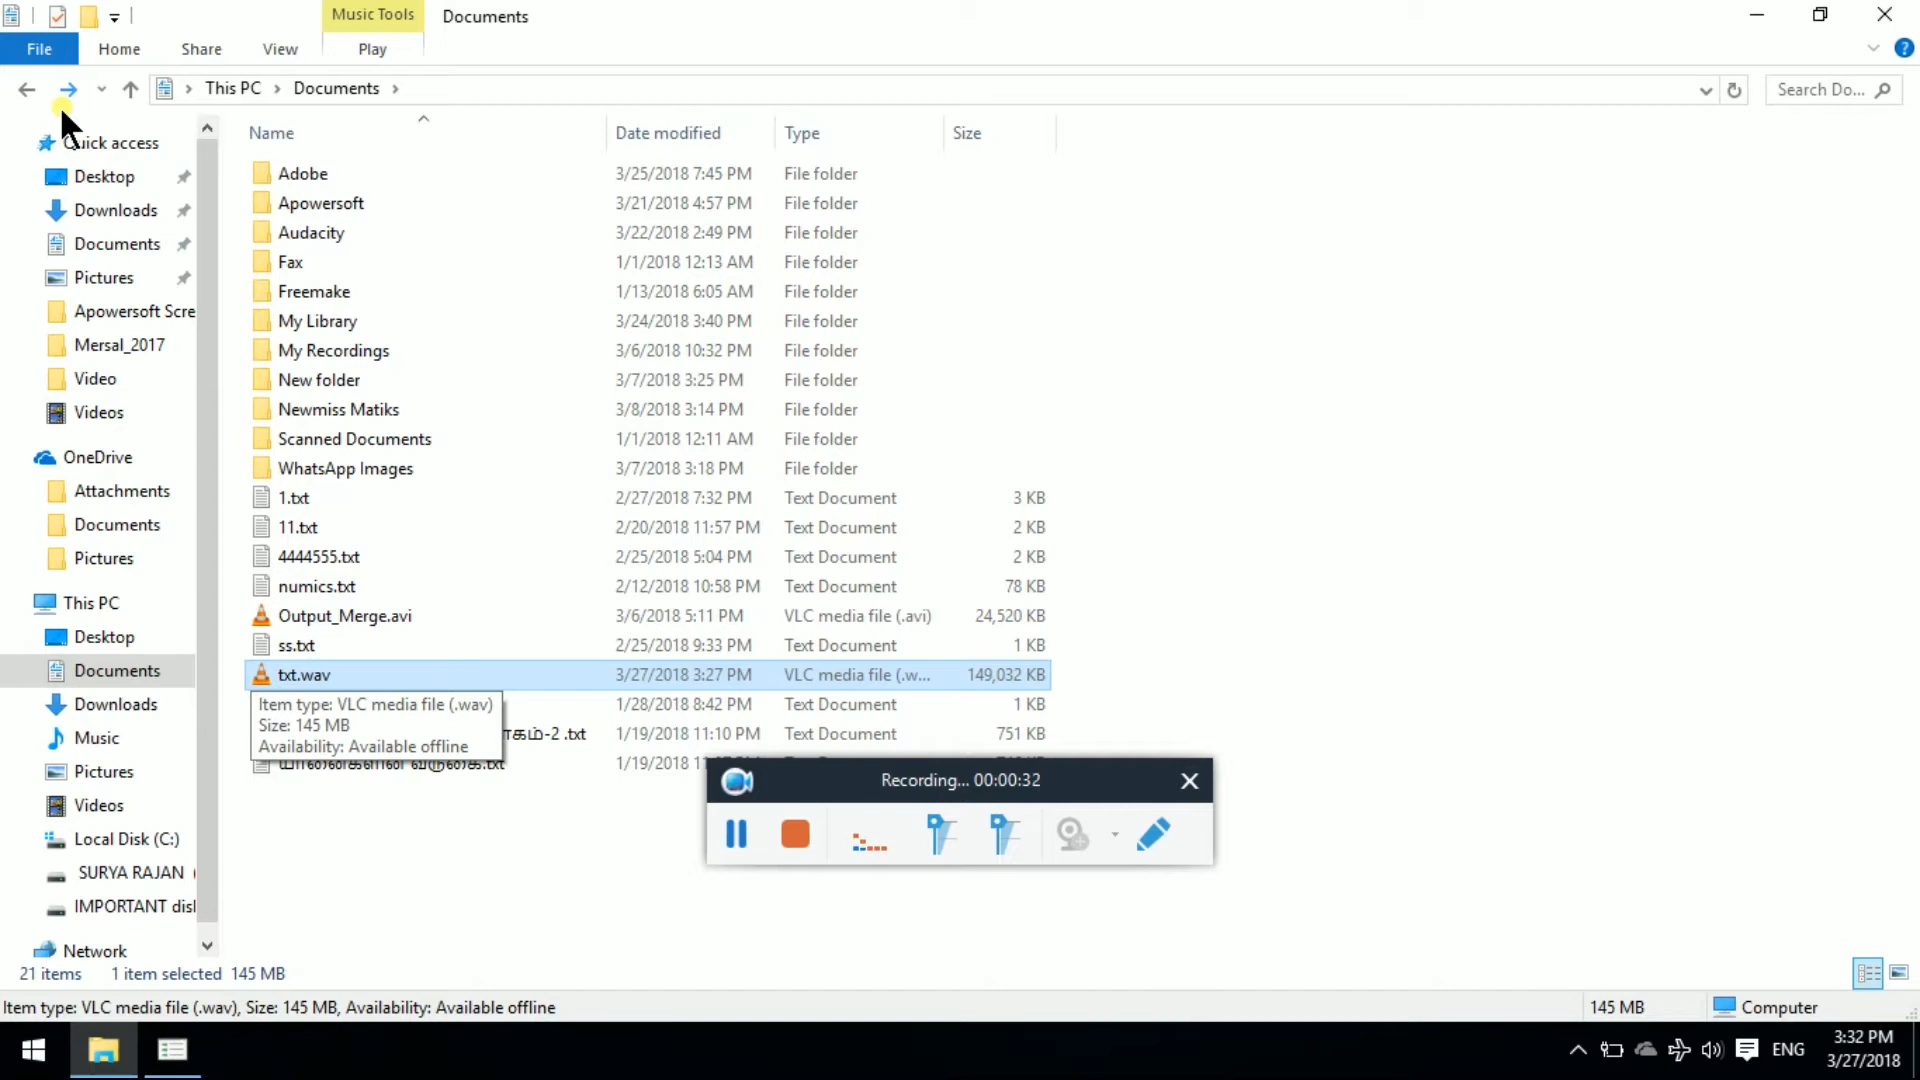 Music Tools Documents
File Home Share View Play
This PC Documents Search Do...
Name Date modified Type Size
Quick access
Desktop
Downloads
Documents
Pictures
Apowersoft Scre
Mersal_2017
Video
Videos
OneDrive
Attachments
Documents
Pictures
This PC
Desktop
Documents
Downloads
Music
Pictures
Videos
Local Disk (C:)
SURYA RAJAN (
IMPORTANT dis
Network
Adobe 3/25/2018 7:45 PM File folder
Apowersoft 3/21/2018 4:57 PM File folder
Audacity 3/22/2018 2:49 PM File folder
Fax 1/1/2018 12:13 AM File folder
Freemake 1/13/2018 6:05 AM File folder
My Library 3/24/2018 3:40 PM File folder
My Recordings 3/6/2018 10:32 PM File folder
New folder 3/7/2018 3:25 PM File folder
Newmiss Matiks 3/8/2018 3:14 PM File folder
Scanned Documents 1/1/2018 12:11 AM File folder
WhatsApp Images 3/7/2018 3:18 PM File folder
1.txt 2/27/2018 7:32 PM Text Document 3 KB
11.txt 2/20/2018 11:57 PM Text Document 2 KB
4444555.txt 2/25/2018 5:04 PM Text Document 2 KB
numics.txt 2/12/2018 10:58 PM Text Document 78 KB
Output_Merge.avi 3/6/2018 5:11 PM VLC media file (.avi) 24,520 KB
ss.txt 2/25/2018 9:33 PM Text Document 1 KB
txt.wav 3/27/2018 3:27 PM VLC media file (.w... 149,032 KB
1/28/2018 8:42 PM Text Document 1 KB
ாகம்-2 .txt 1/19/2018 11:10 PM Text Document 751 KB
1/19/2018
Item type: VLC media file (.wav)
Size: 145 MB
Availability: Available offline
Recording... 00:00:32
21 items 1 item selected 145 MB
Item type: VLC media file (.wav), Size: 145 MB, Availability: Available offline 145 MB Computer
ENG 3:32 PM
3/27/2018